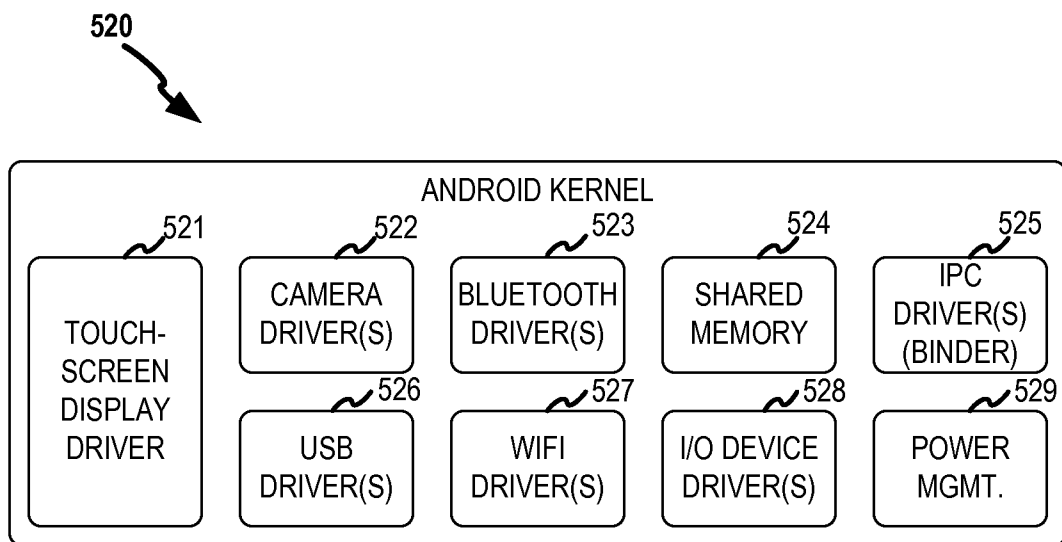 520
ANDROID KERNEL
521
TOUCH-
SCREEN
DISPLAY
DRIVER
522
CAMERA
DRIVER(S)
523
BLUETOOTH
DRIVER(S)
524
SHARED
MEMORY
525
IPC
DRIVER(S)
(BINDER)
526
USB
DRIVER(S)
527
WIFI
DRIVER(S)
528
I/O DEVICE
DRIVER(S)
529
POWER
MGMT.